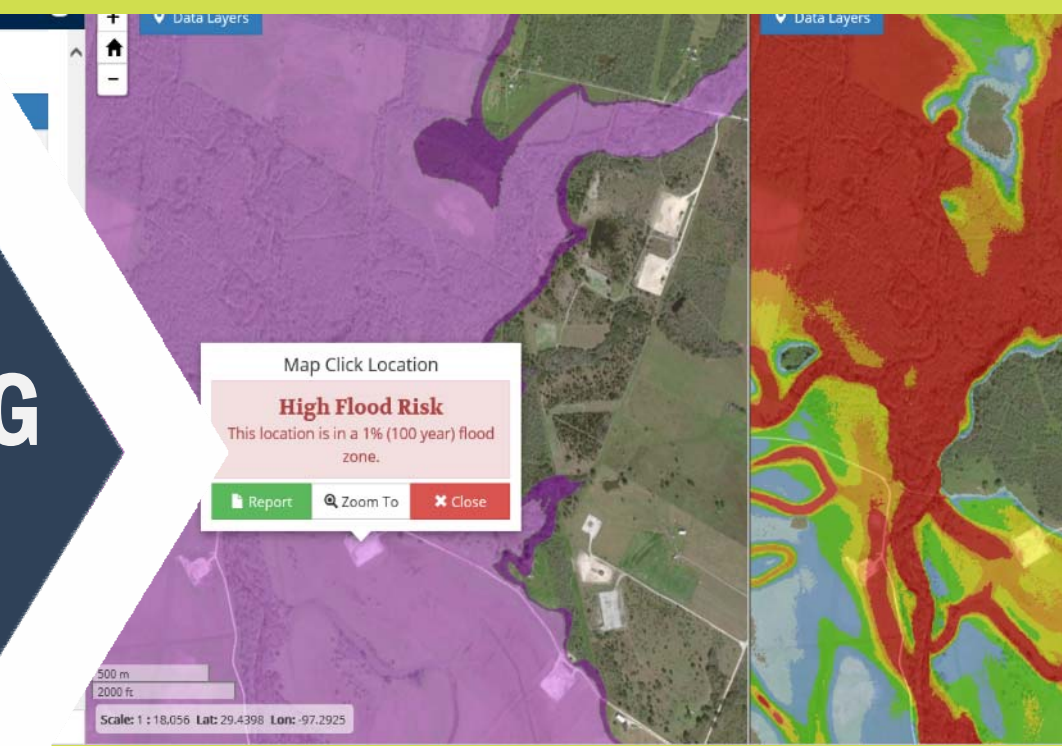 +
Data Layers
Data Layers
−
G
Map Click Location
High Flood Risk
This location is in a 1% (100 year) flood
zone.
Report Zoom To Close
500 m
2000 ft
Scale: 1 : 18,056 Lat: 29.4398 Lon: -97.2925